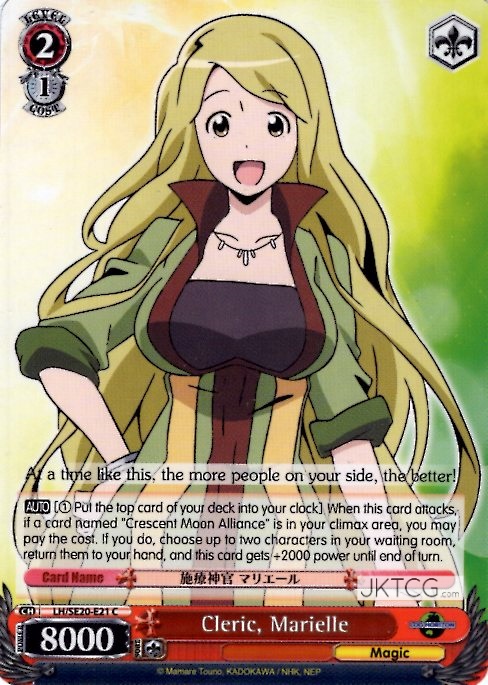 LEVEL
2
1
COST
At a time like this, the more people on your side, the better!
AUTO [① Put the top card of your deck into your clock] When this card attacks,
if a card named "Crescent Moon Alliance" is in your climax area, you may
pay the cost. If you do, choose up to two characters in your waiting room,
return them to your hand, and this card gets +2000 power until end of turn.
Card Name 施療神官 マリエール
JKTCG.com
CH LH/SE20-E21 C
POWER 8000 SOUL
Cleric, Marielle
LOG HORIZON
Magic
© Mamare Touno, KADOKAWA / NHK, NEP